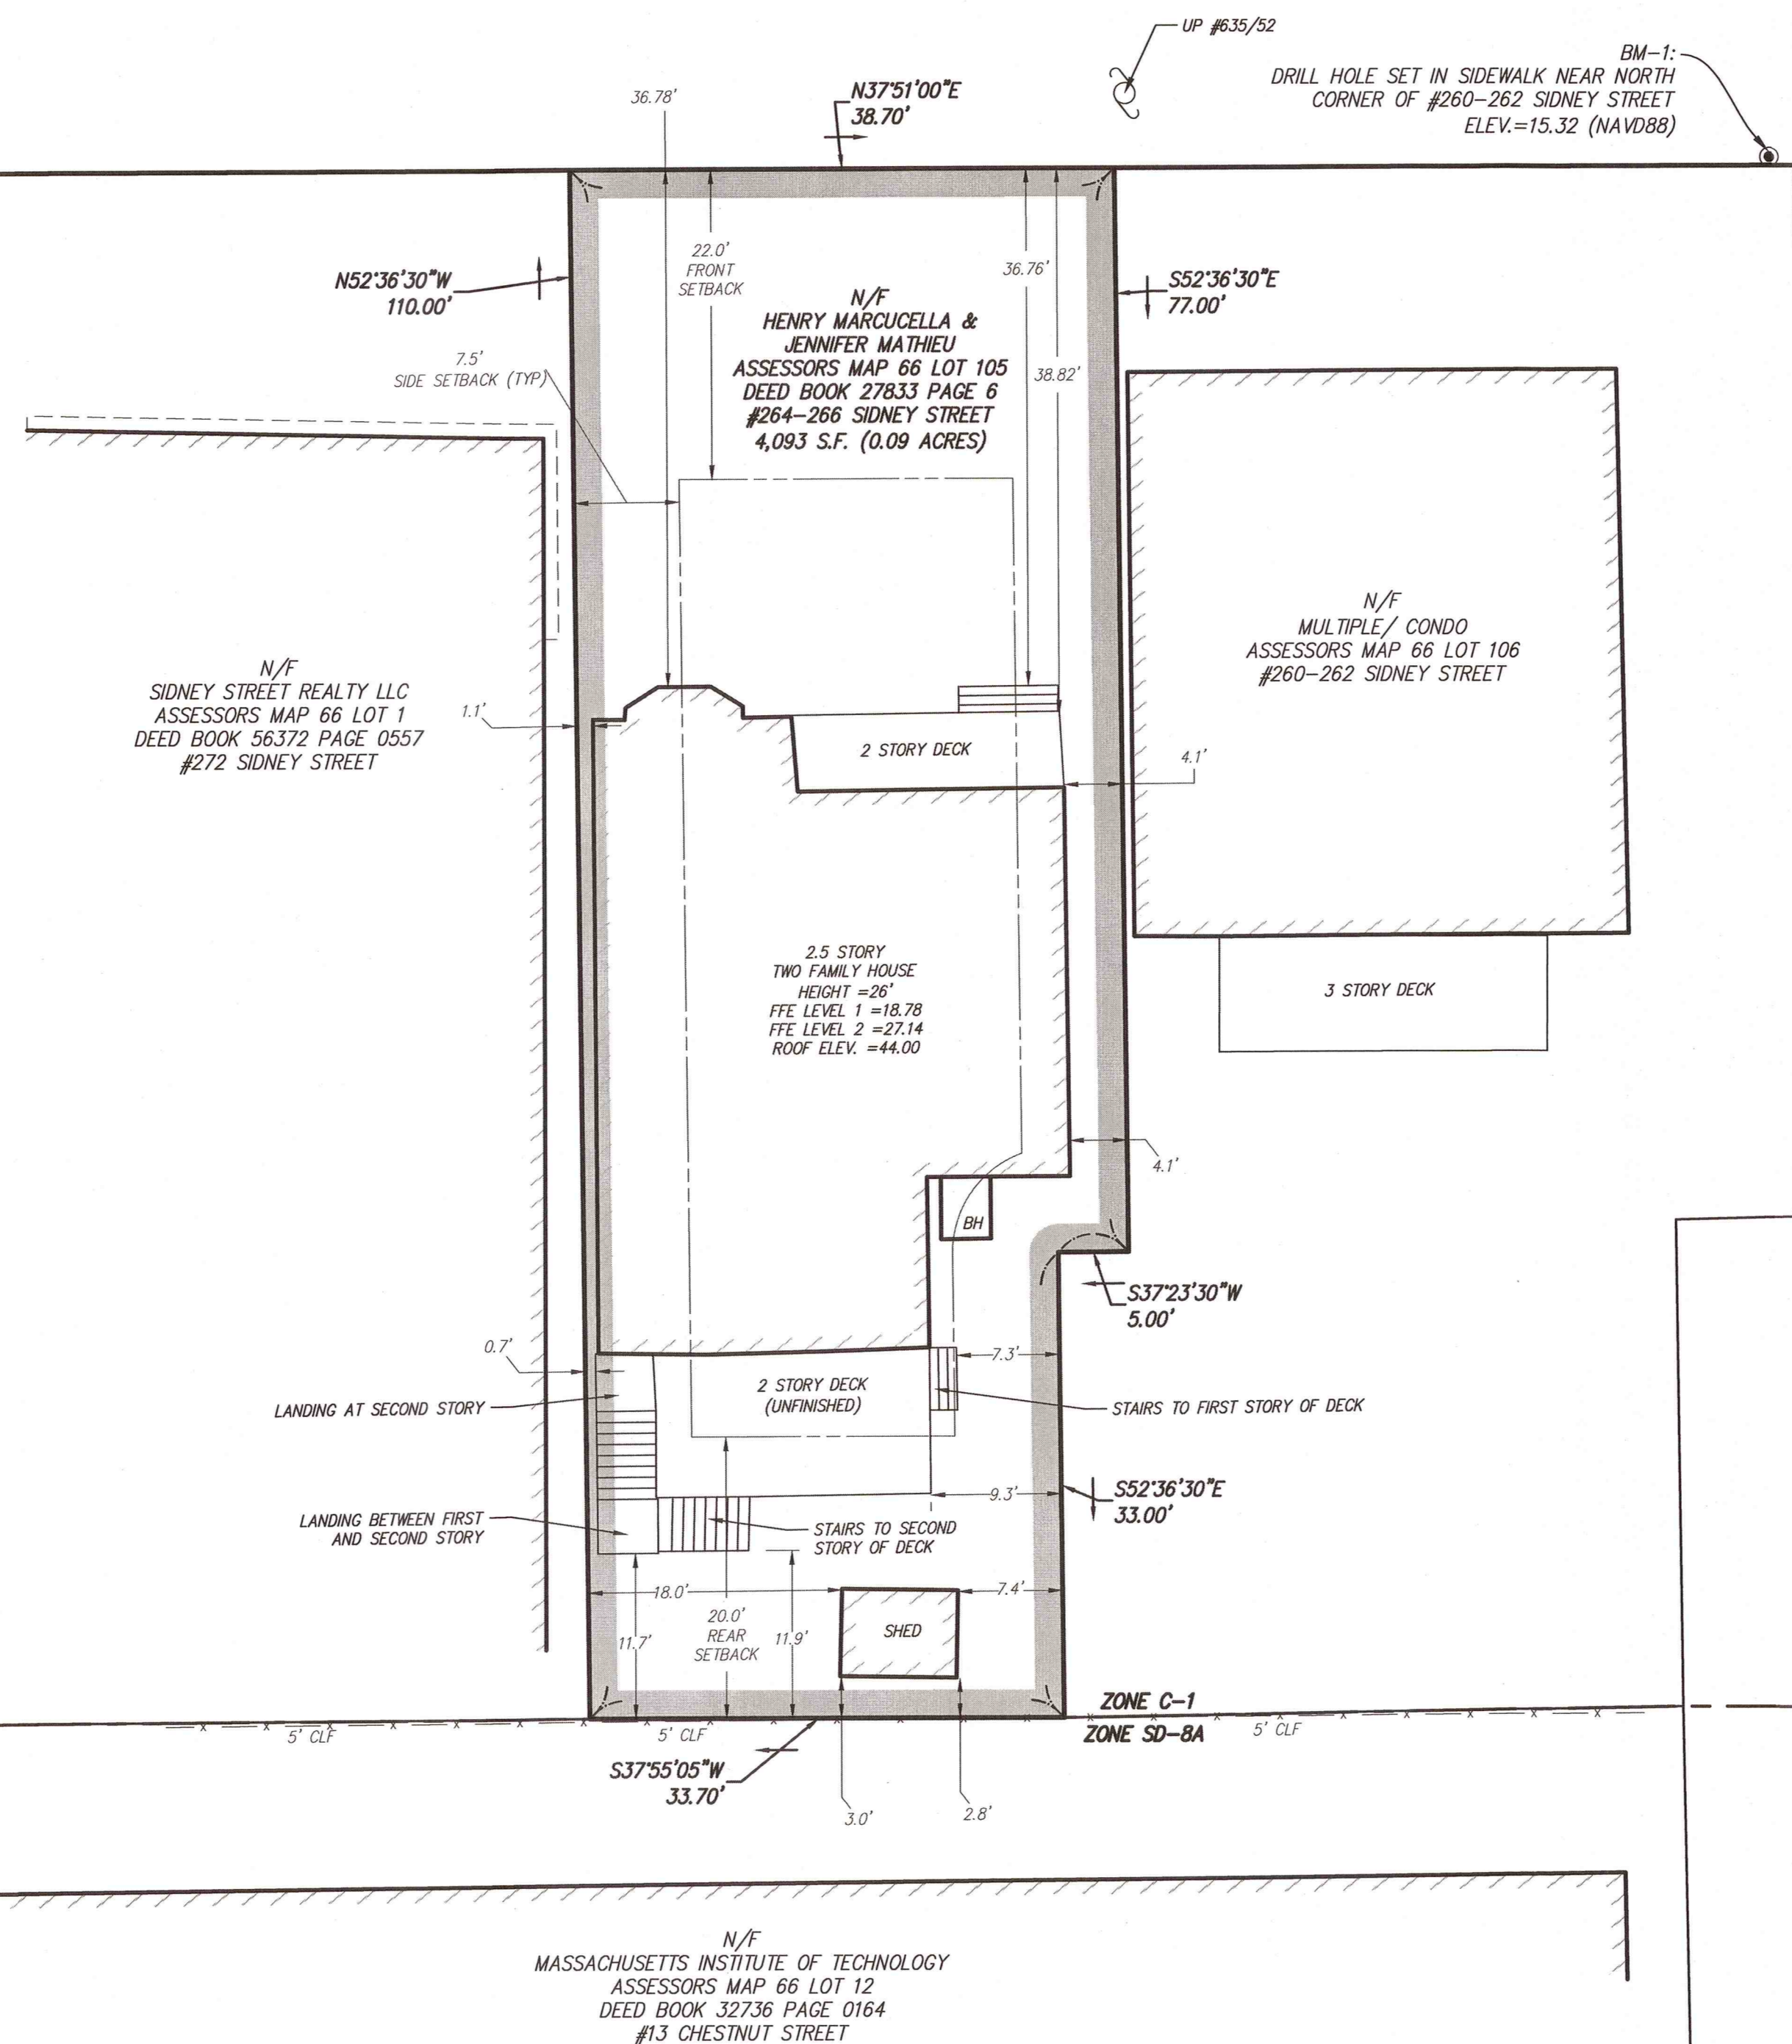 UP #635/52
BM-1:
DRILL HOLE SET IN SIDEWALK NEAR NORTH
CORNER OF #260-262 SIDNEY STREET
ELEV.=15.32 (NAVD88)
36.78'
N37°51'00"E
38.70'
N52°36'30"W
110.00'
22.0'
FRONT
SETBACK
36.76'
S52°36'30"E
77.00'
N/F
HENRY MARCUCELLA &
JENNIFER MATHIEU
ASSESSORS MAP 66 LOT 105
DEED BOOK 27833 PAGE 6
#264-266 SIDNEY STREET
4,093 S.F. (0.09 ACRES)
7.5'
SIDE SETBACK (TYP)
38.82'
N/F
MULTIPLE/ CONDO
ASSESSORS MAP 66 LOT 106
#260-262 SIDNEY STREET
N/F
SIDNEY STREET REALTY LLC
ASSESSORS MAP 66 LOT 1
DEED BOOK 56372 PAGE 0557
#272 SIDNEY STREET
1.1'
2 STORY DECK
4.1'
2.5 STORY
TWO FAMILY HOUSE
HEIGHT =26'
FFE LEVEL 1 =18.78
FFE LEVEL 2 =27.14
ROOF ELEV. =44.00
3 STORY DECK
4.1'
BH
S37°23'30"W
5.00'
0.7'
7.3'
2 STORY DECK
(UNFINISHED)
LANDING AT SECOND STORY
STAIRS TO FIRST STORY OF DECK
9.3'
S52°36'30"E
33.00'
LANDING BETWEEN FIRST
AND SECOND STORY
STAIRS TO SECOND
STORY OF DECK
18.0'
7.4'
20.0'
REAR
SETBACK
11.7'
11.9'
SHED
ZONE C-1
ZONE SD-8A
5' CLF
5' CLF
5' CLF
S37°55'05"W
33.70'
3.0'
2.8'
N/F
MASSACHUSETTS INSTITUTE OF TECHNOLOGY
ASSESSORS MAP 66 LOT 12
DEED BOOK 32736 PAGE 0164
#13 CHESTNUT STREET